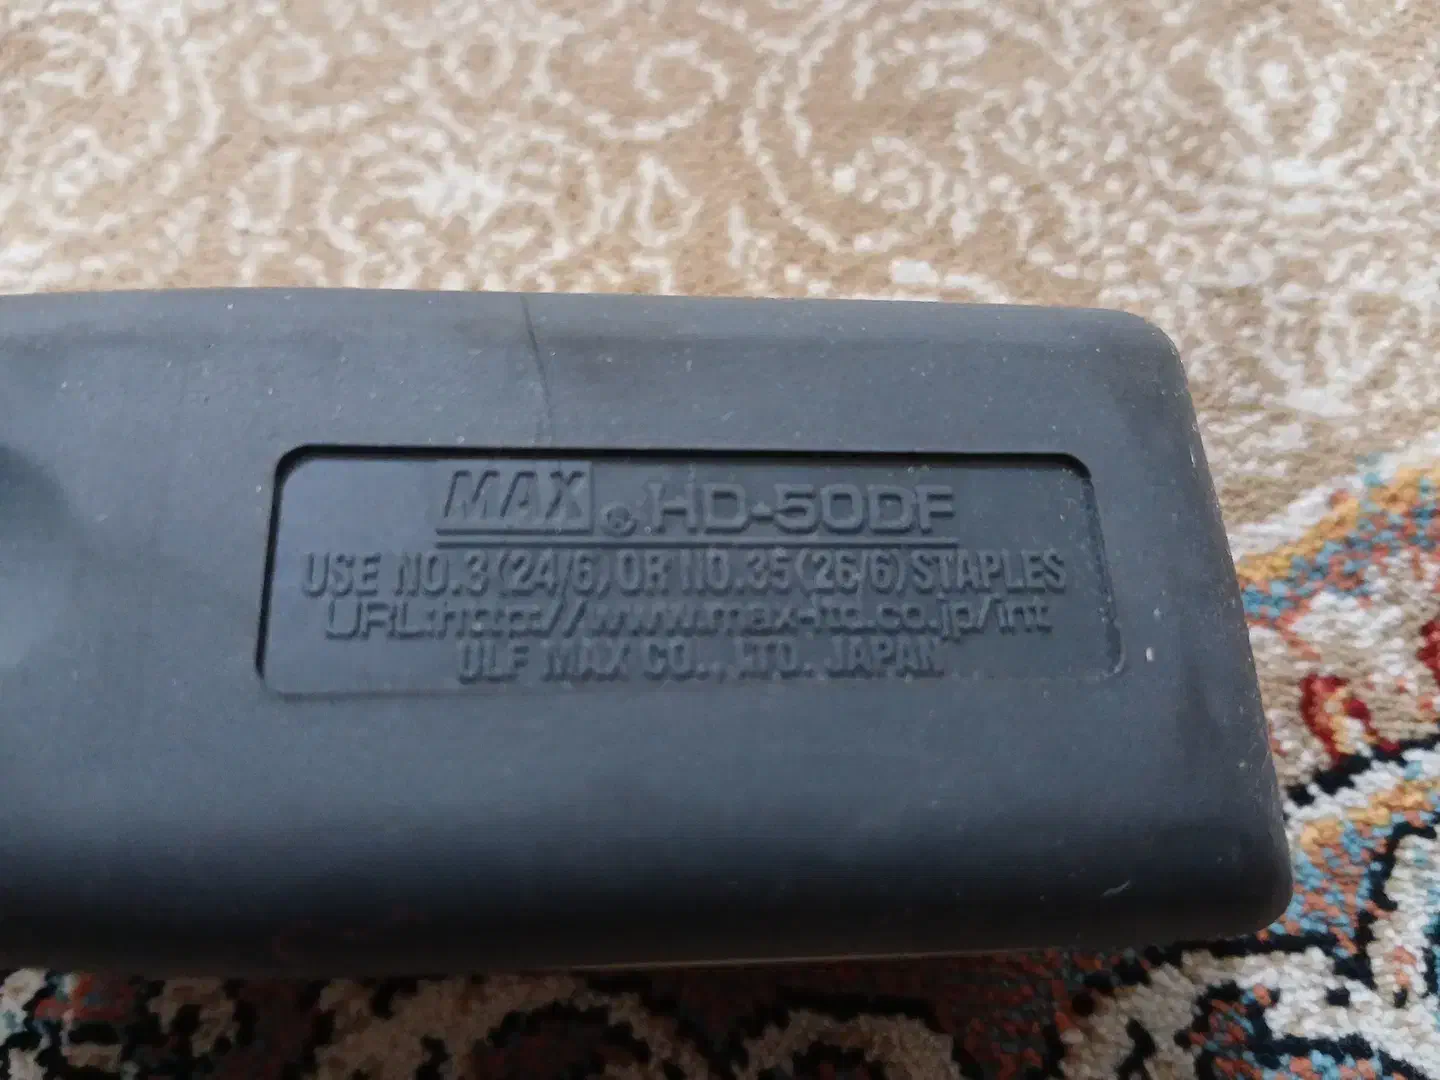 MAX® HD-50DF
USE NO.3(24/6) OR NO.35(26/6) STAPLES
URL:http://www.max-ltd.co.jp/int
ULF MAX CO., LTD. JAPAN